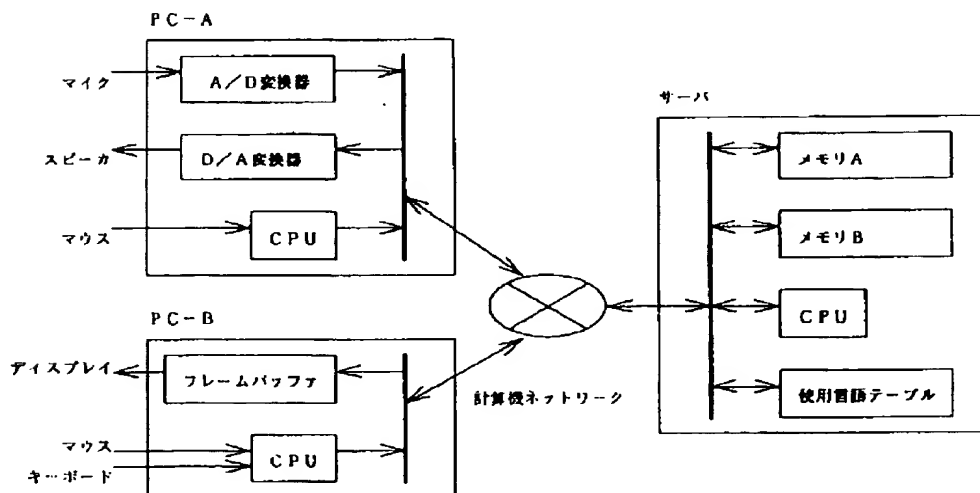 PC-A
マイク
A/D変換器
スピーカ
D/A変換器
マウス
CPU
PC-B
ディスプレイ
フレームバッファ
マウス
キーボード
CPU
計算機ネットワーク
サーバ
メモリA
メモリB
CPU
使用言語テーブル